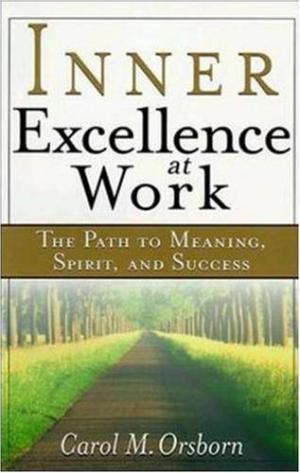 INNER
Excellence
at
Work
THE PATH TO MEANING,
SPIRIT, AND SUCCESS
Carol M. Orsborn